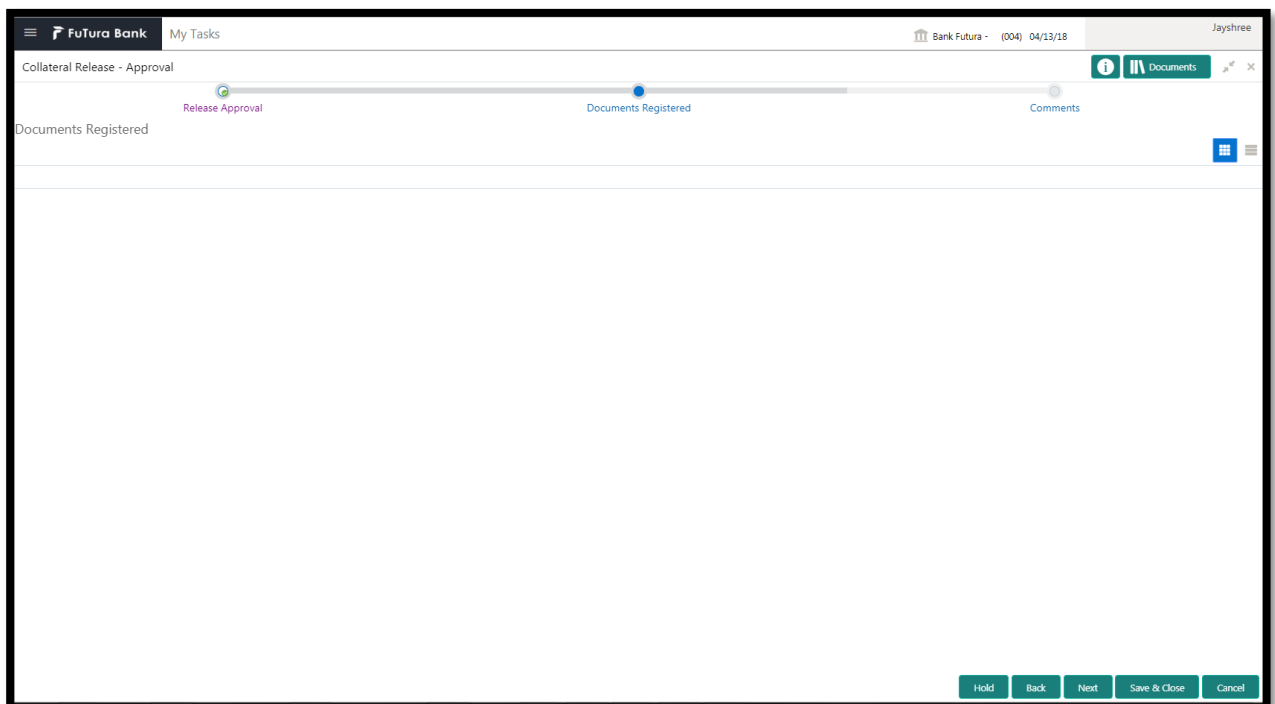 FuTura Bank My Tasks Bank Futura - (004) 04/13/18 Jayshree
Collateral Release - Approval Documents
Release Approval Documents Registered Comments
Documents Registered
Hold Back Next Save & Close Cancel